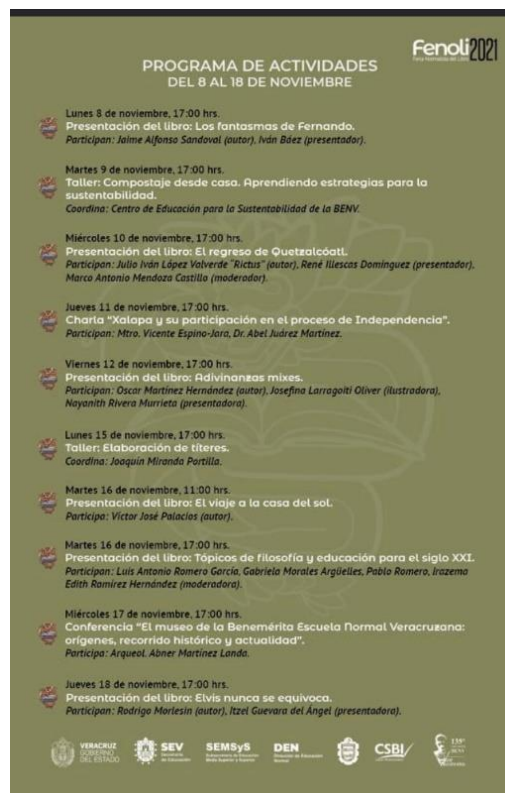 Fenoli2021
Feria Normalista del Libro
PROGRAMA DE ACTIVIDADES
DEL 8 AL 18 DE NOVIEMBRE
Lunes 8 de noviembre, 17:00 hrs.
Presentación del libro: Los fantasmas de Fernando.
Participan: Jaime Alfonso Sandoval (autor), Iván Báez (presentador).
Martes 9 de noviembre, 17:00 hrs.
Taller: Compostaje desde casa. Aprendiendo estrategias para la
sustentabilidad.
Coordina: Centro de Educación para la Sustentabilidad de la BENV.
Miércoles 10 de noviembre, 17:00 hrs.
Presentación del libro: El regreso de Quetzalcóatl.
Participan: Julio Iván López Valverde "Rictus" (autor), René Illescas Domínguez (presentador),
Marco Antonio Mendoza Castillo (moderador).
Jueves 11 de noviembre, 17:00 hrs.
Charla "Xalapa y su participación en el proceso de Independencia".
Participan: Mtro. Vicente Espino-Jara, Dr. Abel Juárez Martínez.
Viernes 12 de noviembre, 17:00 hrs.
Presentación del libro: Adivinanzas mixes.
Participan: Oscar Martínez Hernández (autor), Josefina Larragoiti Oliver (ilustradora),
Nayanith Rivera Murrieta (presentadora).
Lunes 15 de noviembre, 17:00 hrs.
Taller: Elaboración de títeres.
Coordina: Joaquín Miranda Portilla.
Martes 16 de noviembre, 11:00 hrs.
Presentación del libro: El viaje a la casa del sol.
Participa: Víctor José Palacios (autor).
Martes 16 de noviembre, 17:00 hrs.
Presentación del libro: Tópicos de filosofía y educación para el siglo XXI.
Participan: Luis Antonio Romero García, Gabriela Morales Argüelles, Pablo Romero, Irazema
Edith Ramírez Hernández (moderadora).
Miércoles 17 de noviembre, 17:00 hrs.
Conferencia "El museo de la Benemérita Escuela Normal Veracruzana:
orígenes, recorrido histórico y actualidad".
Participa: Arqueol. Abner Martínez Landa.
Jueves 18 de noviembre, 17:00 hrs.
Presentación del libro: Elvis nunca se equivoca.
Participan: Rodrigo Morlesin (autor), Itzel Guevara del Ángel (presentadora).
VERACRUZ
GOBIERNO
DEL ESTADO
SEV
Secretaría
de Educación
SEMSyS
Subsecretaría de Educación
Media Superior y Superior
DEN
Dirección de Educación
Normal
CSBI